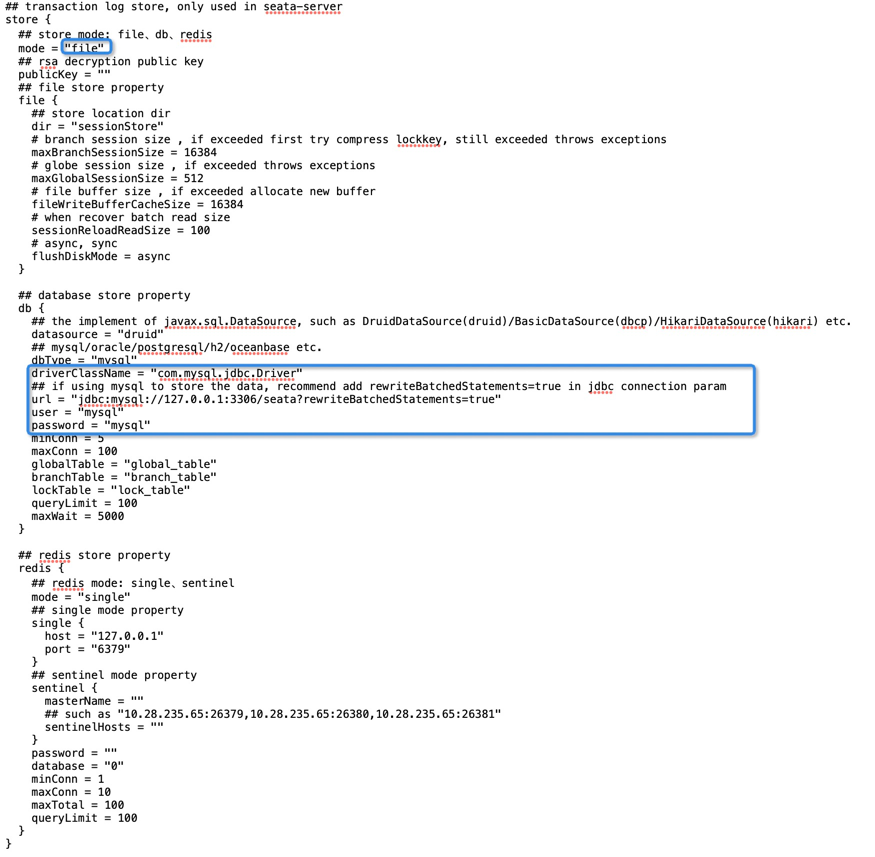 ## transaction log store, only used in seata-server
store {
  ## store mode: file、db、redis
  mode = "file"
  ## rsa decryption public key
  publicKey = ""
  ## file store property
  file {
    ## store location dir
    dir = "sessionStore"
    # branch session size , if exceeded first try compress lockkey, still exceeded throws exceptions
    maxBranchSessionSize = 16384
    # globe session size , if exceeded throws exceptions
    maxGlobalSessionSize = 512
    # file buffer size , if exceeded allocate new buffer
    fileWriteBufferCacheSize = 16384
    # when recover batch read size
    sessionReloadReadSize = 100
    # async, sync
    flushDiskMode = async
  }

  ## database store property
  db {
    ## the implement of javax.sql.DataSource, such as DruidDataSource(druid)/BasicDataSource(dbcp)/HikariDataSource(hikari) etc.
    datasource = "druid"
    ## mysql/oracle/postgresql/h2/oceanbase etc.
    dbType = "mysql"
    driverClassName = "com.mysql.jdbc.Driver"
    ## if using mysql to store the data, recommend add rewriteBatchedStatements=true in jdbc connection param
    url = "jdbc:mysql://127.0.0.1:3306/seata?rewriteBatchedStatements=true"
    user = "mysql"
    password = "mysql"
    minConn = 5
    maxConn = 100
    globalTable = "global_table"
    branchTable = "branch_table"
    lockTable = "lock_table"
    queryLimit = 100
    maxWait = 5000
  }

  ## redis store property
  redis {
    ## redis mode: single、sentinel
    mode = "single"
    ## single mode property
    single {
      host = "127.0.0.1"
      port = "6379"
    }
    ## sentinel mode property
    sentinel {
      masterName = ""
      ## such as "10.28.235.65:26379,10.28.235.65:26380,10.28.235.65:26381"
      sentinelHosts = ""
    }
    password = ""
    database = "0"
    minConn = 1
    maxConn = 10
    maxTotal = 100
    queryLimit = 100
  }
}